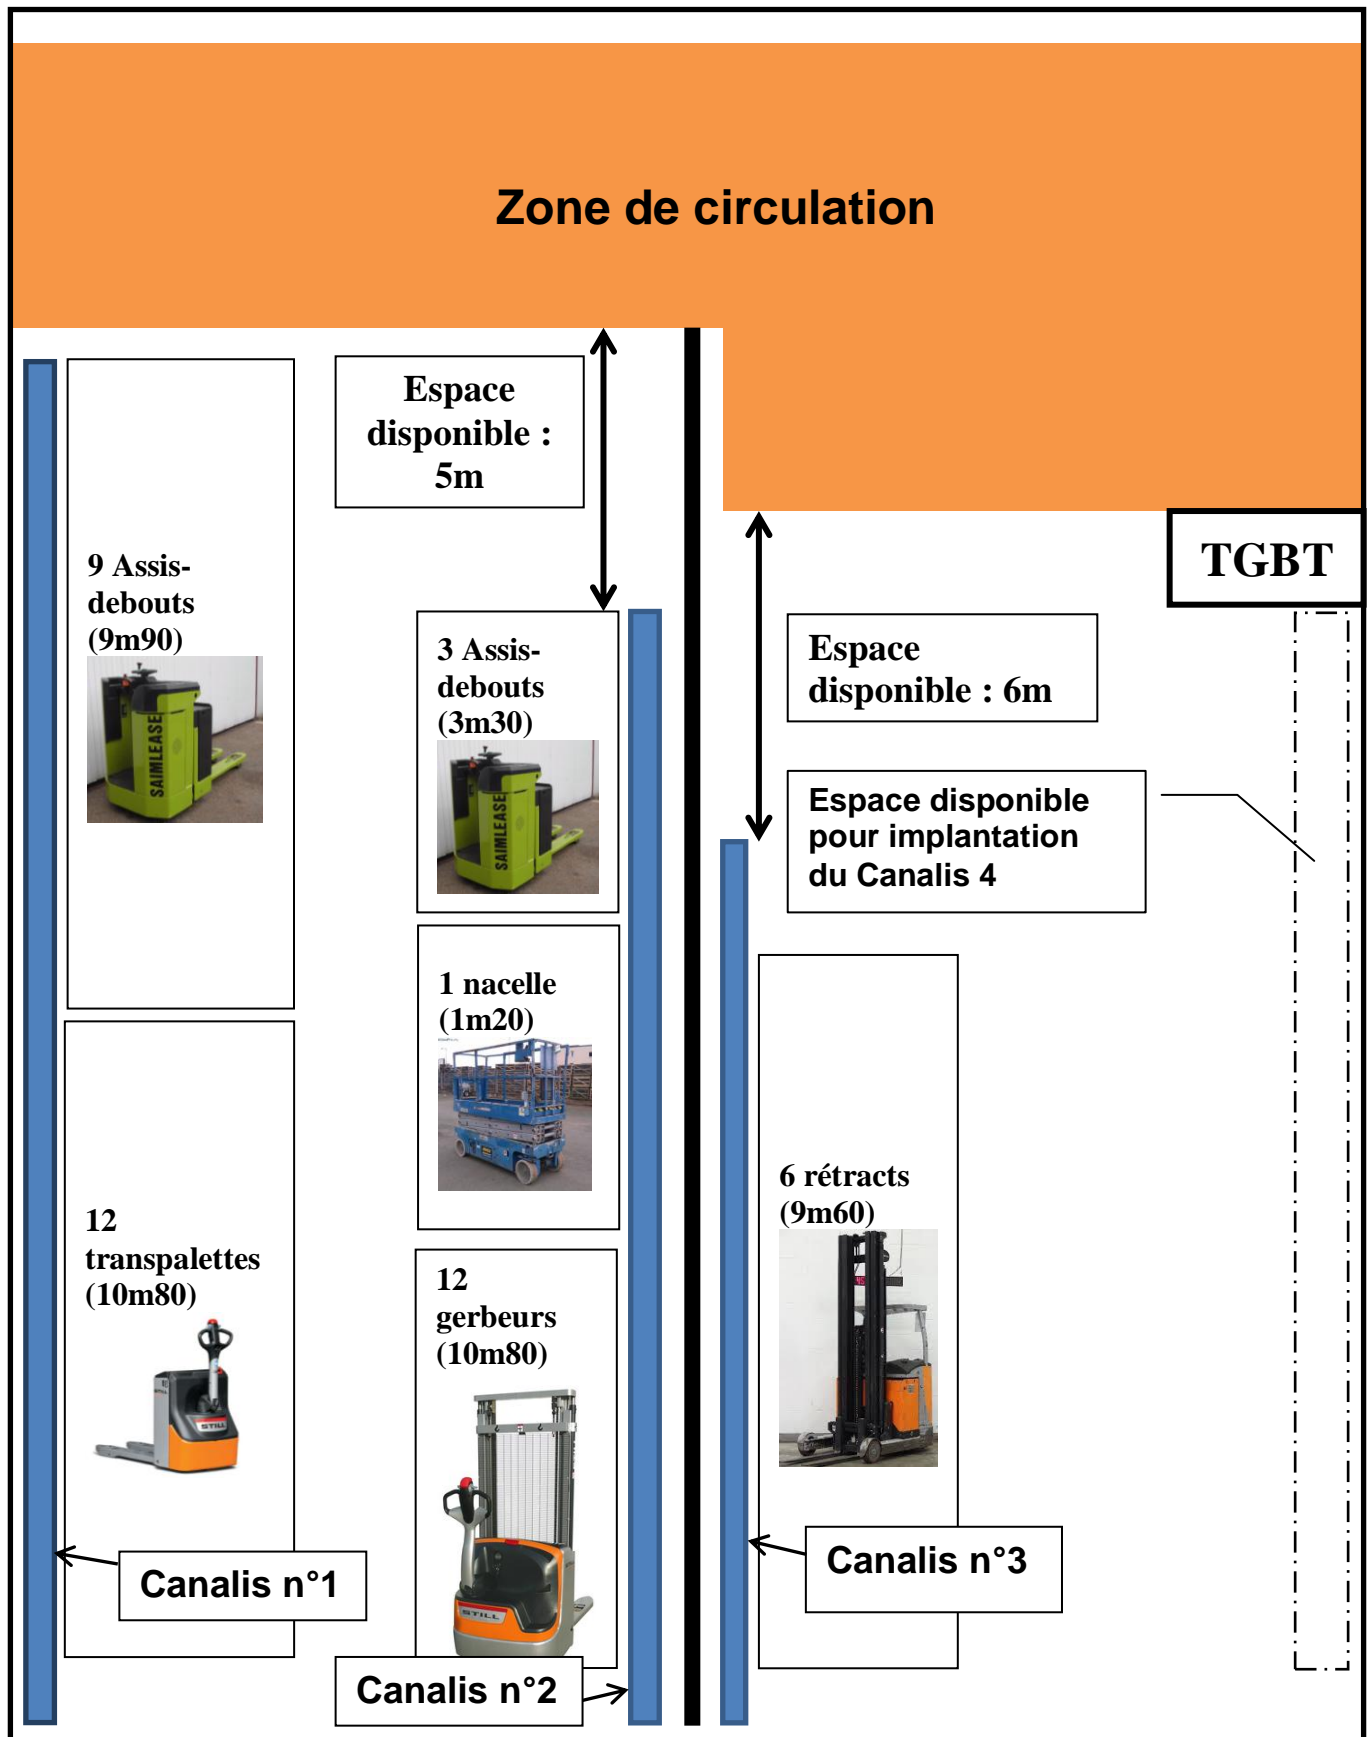 Zone de circulation
Espace
disponible :
5m
TGBT
9 Assis-
debouts
(9m90)
SAIMLEASE
3 Assis-
debouts
(3m30)
SAIMLEASE
Espace
disponible : 6m
Espace disponible
pour implantation
du Canalis 4
1 nacelle
(1m20)
6 rétracts
(9m60)
12
transpalettes
(10m80)
STILL
12
gerbeurs
(10m80)
STILL
Canalis n°1
Canalis n°2
Canalis n°3